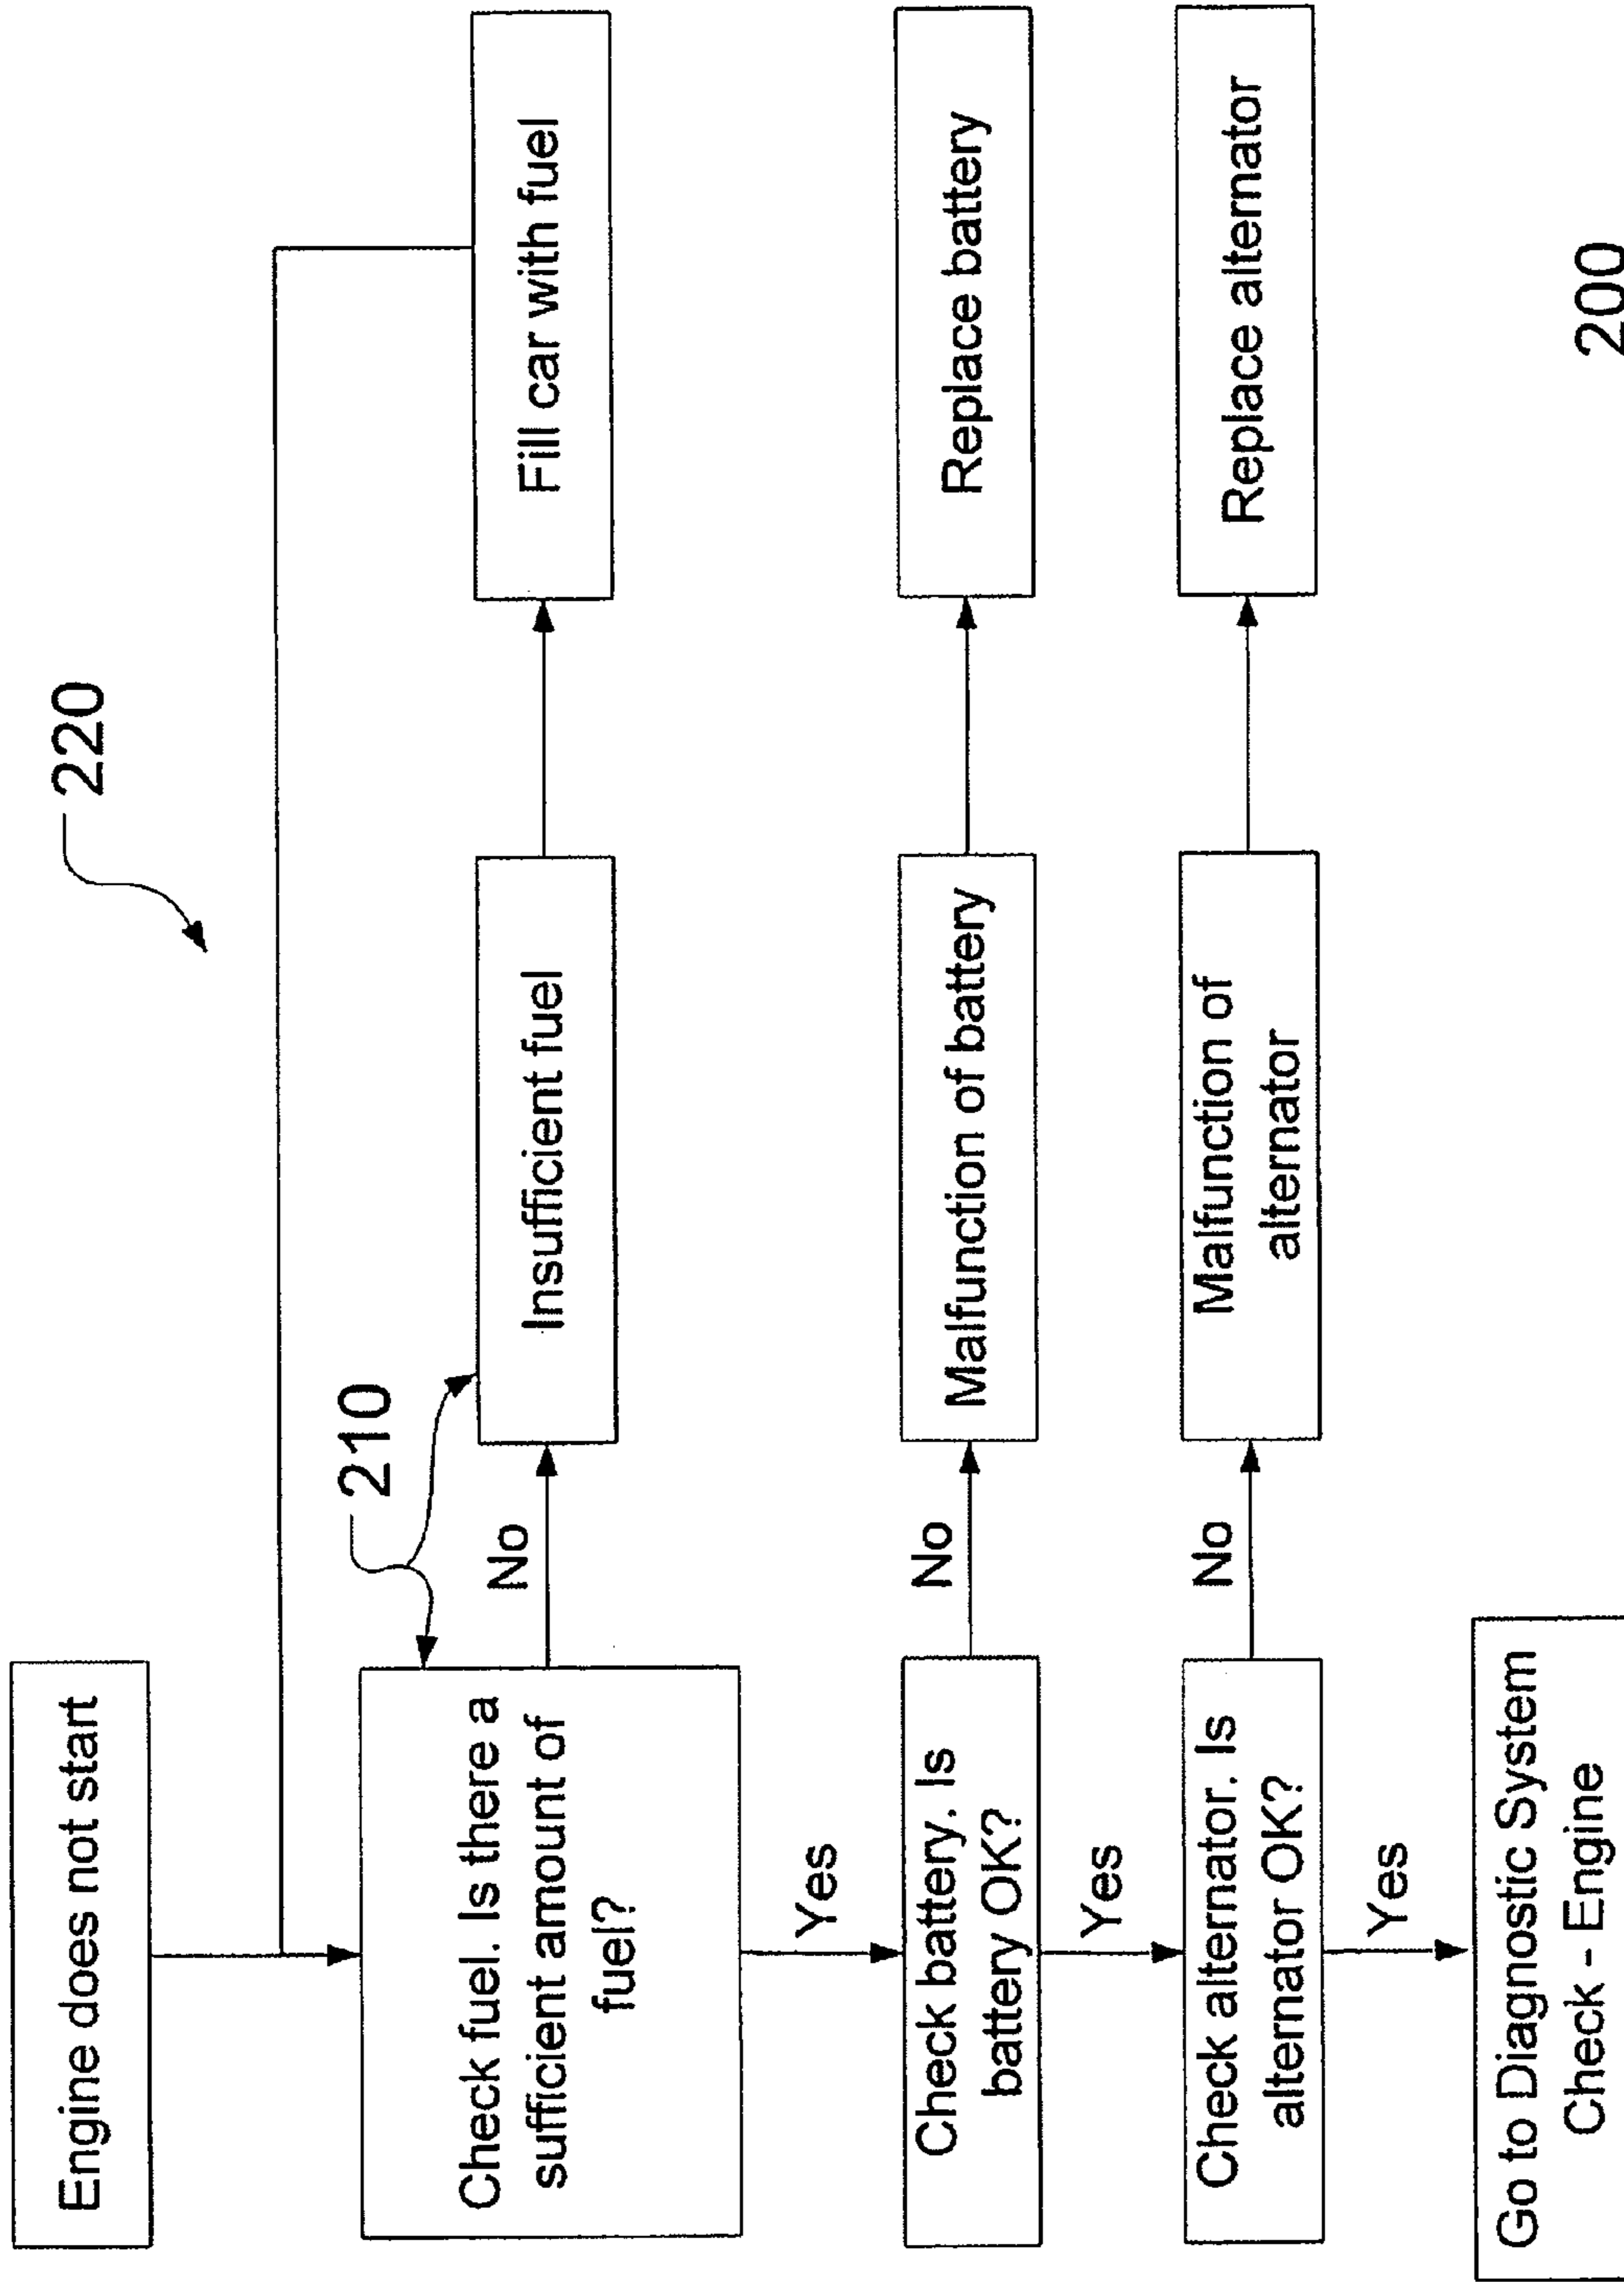 220
Engine does not start
210
Check fuel. Is there a
sufficient amount of
fuel?
No
Insufficient fuel
Fill car with fuel
Yes
Check battery. Is
battery OK?
No
Malfunction of battery
Replace battery
Yes
Check alternator. Is
alternator OK?
No
Malfunction of
alternator
Replace alternator
Yes
Go to Diagnostic System
Check - Engine
200